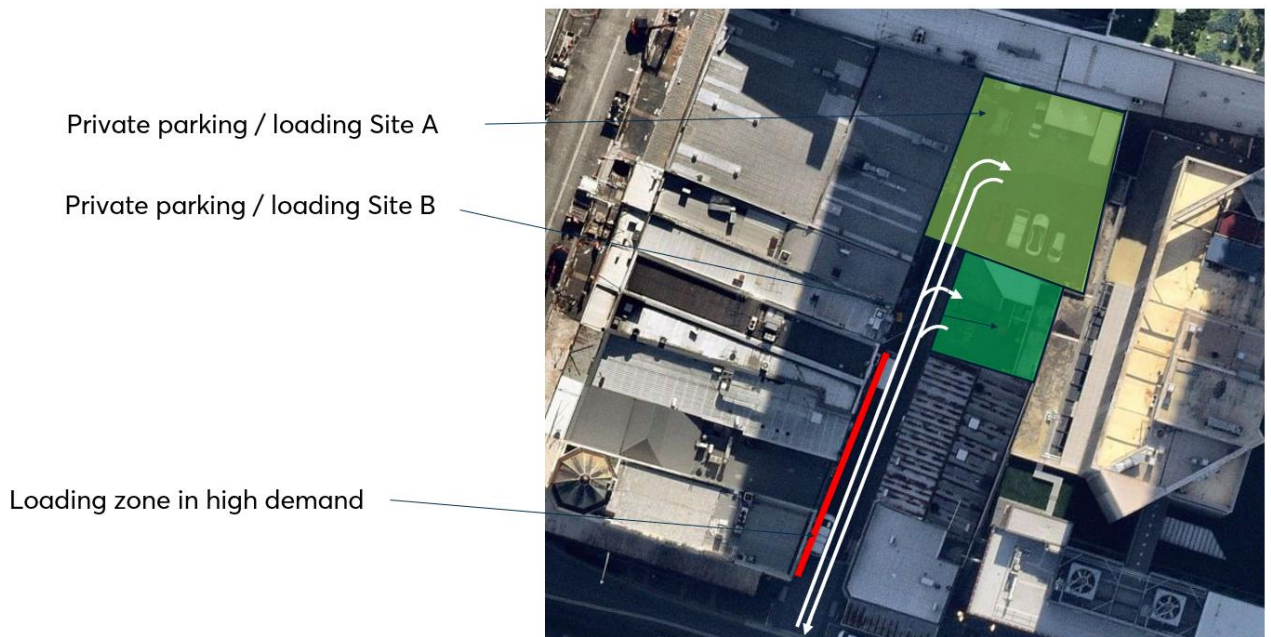 Private parking / loading Site A
Private parking / loading Site B
Loading zone in high demand